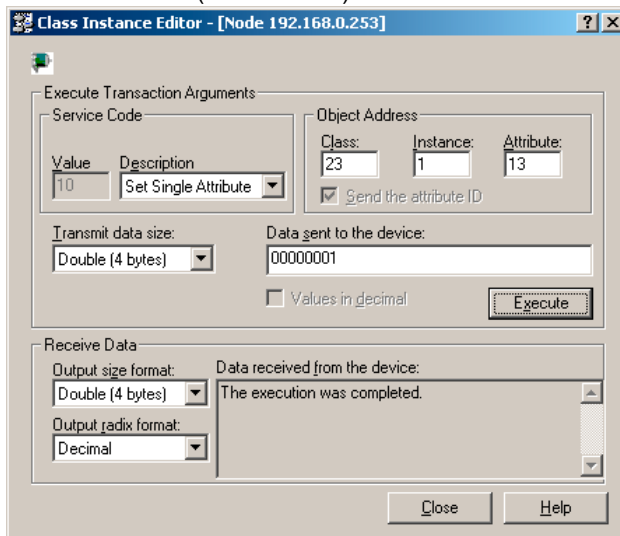 Class Instance Editor - [Node 192.168.0.253]
Execute Transaction Arguments
Service Code
Value Description
10 Set Single Attribute
Object Address
Class: Instance: Attribute:
23 1 13
Send the attribute ID
Transmit data size:
Double (4 bytes)
Data sent to the device:
00000001
Values in decimal
Execute
Receive Data
Output size format:
Double (4 bytes)
Output radix format:
Decimal
Data received from the device:
The execution was completed.
Close Help